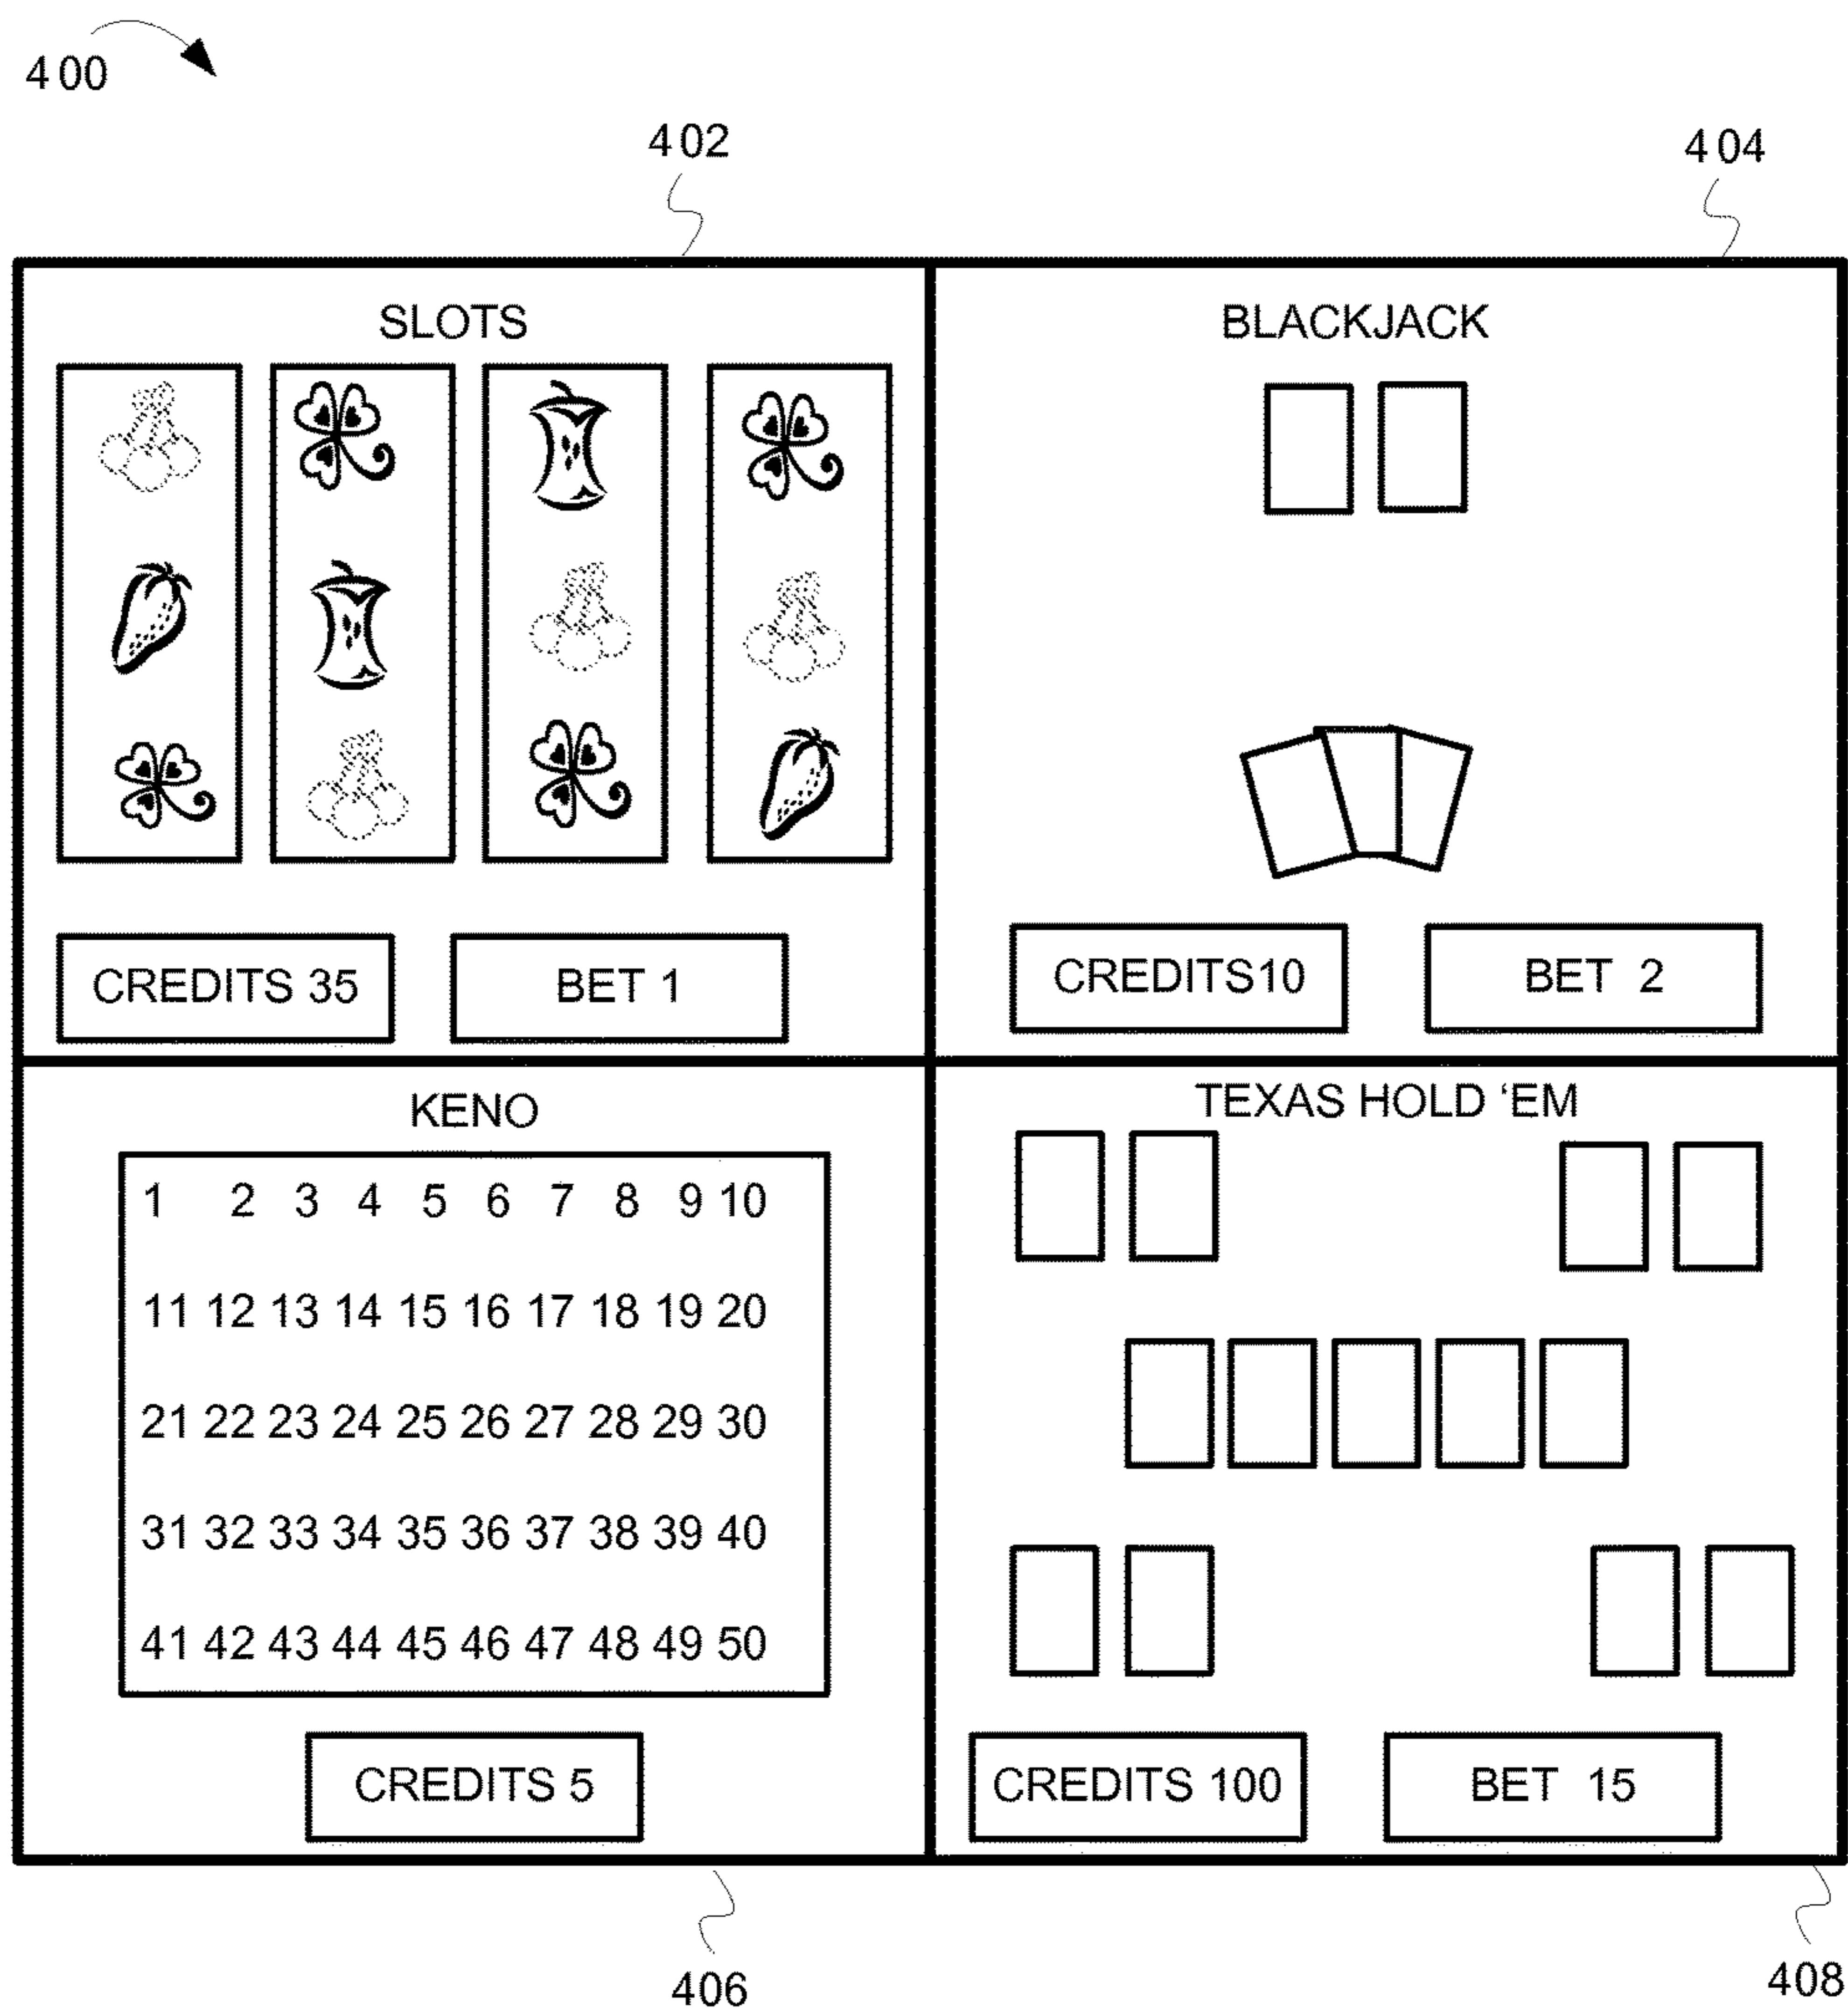 400
402
404
SLOTS
CREDITS 35
BET 1
BLACKJACK
CREDITS10
BET 2
KENO
1 2 3 4 5 6 7 8 9 10
11 12 13 14 15 16 17 18 19 20
21 22 23 24 25 26 27 28 29 30
31 32 33 34 35 36 37 38 39 40
41 42 43 44 45 46 47 48 49 50
CREDITS 5
TEXAS HOLD ‘EM
CREDITS 100
BET 15
406
408